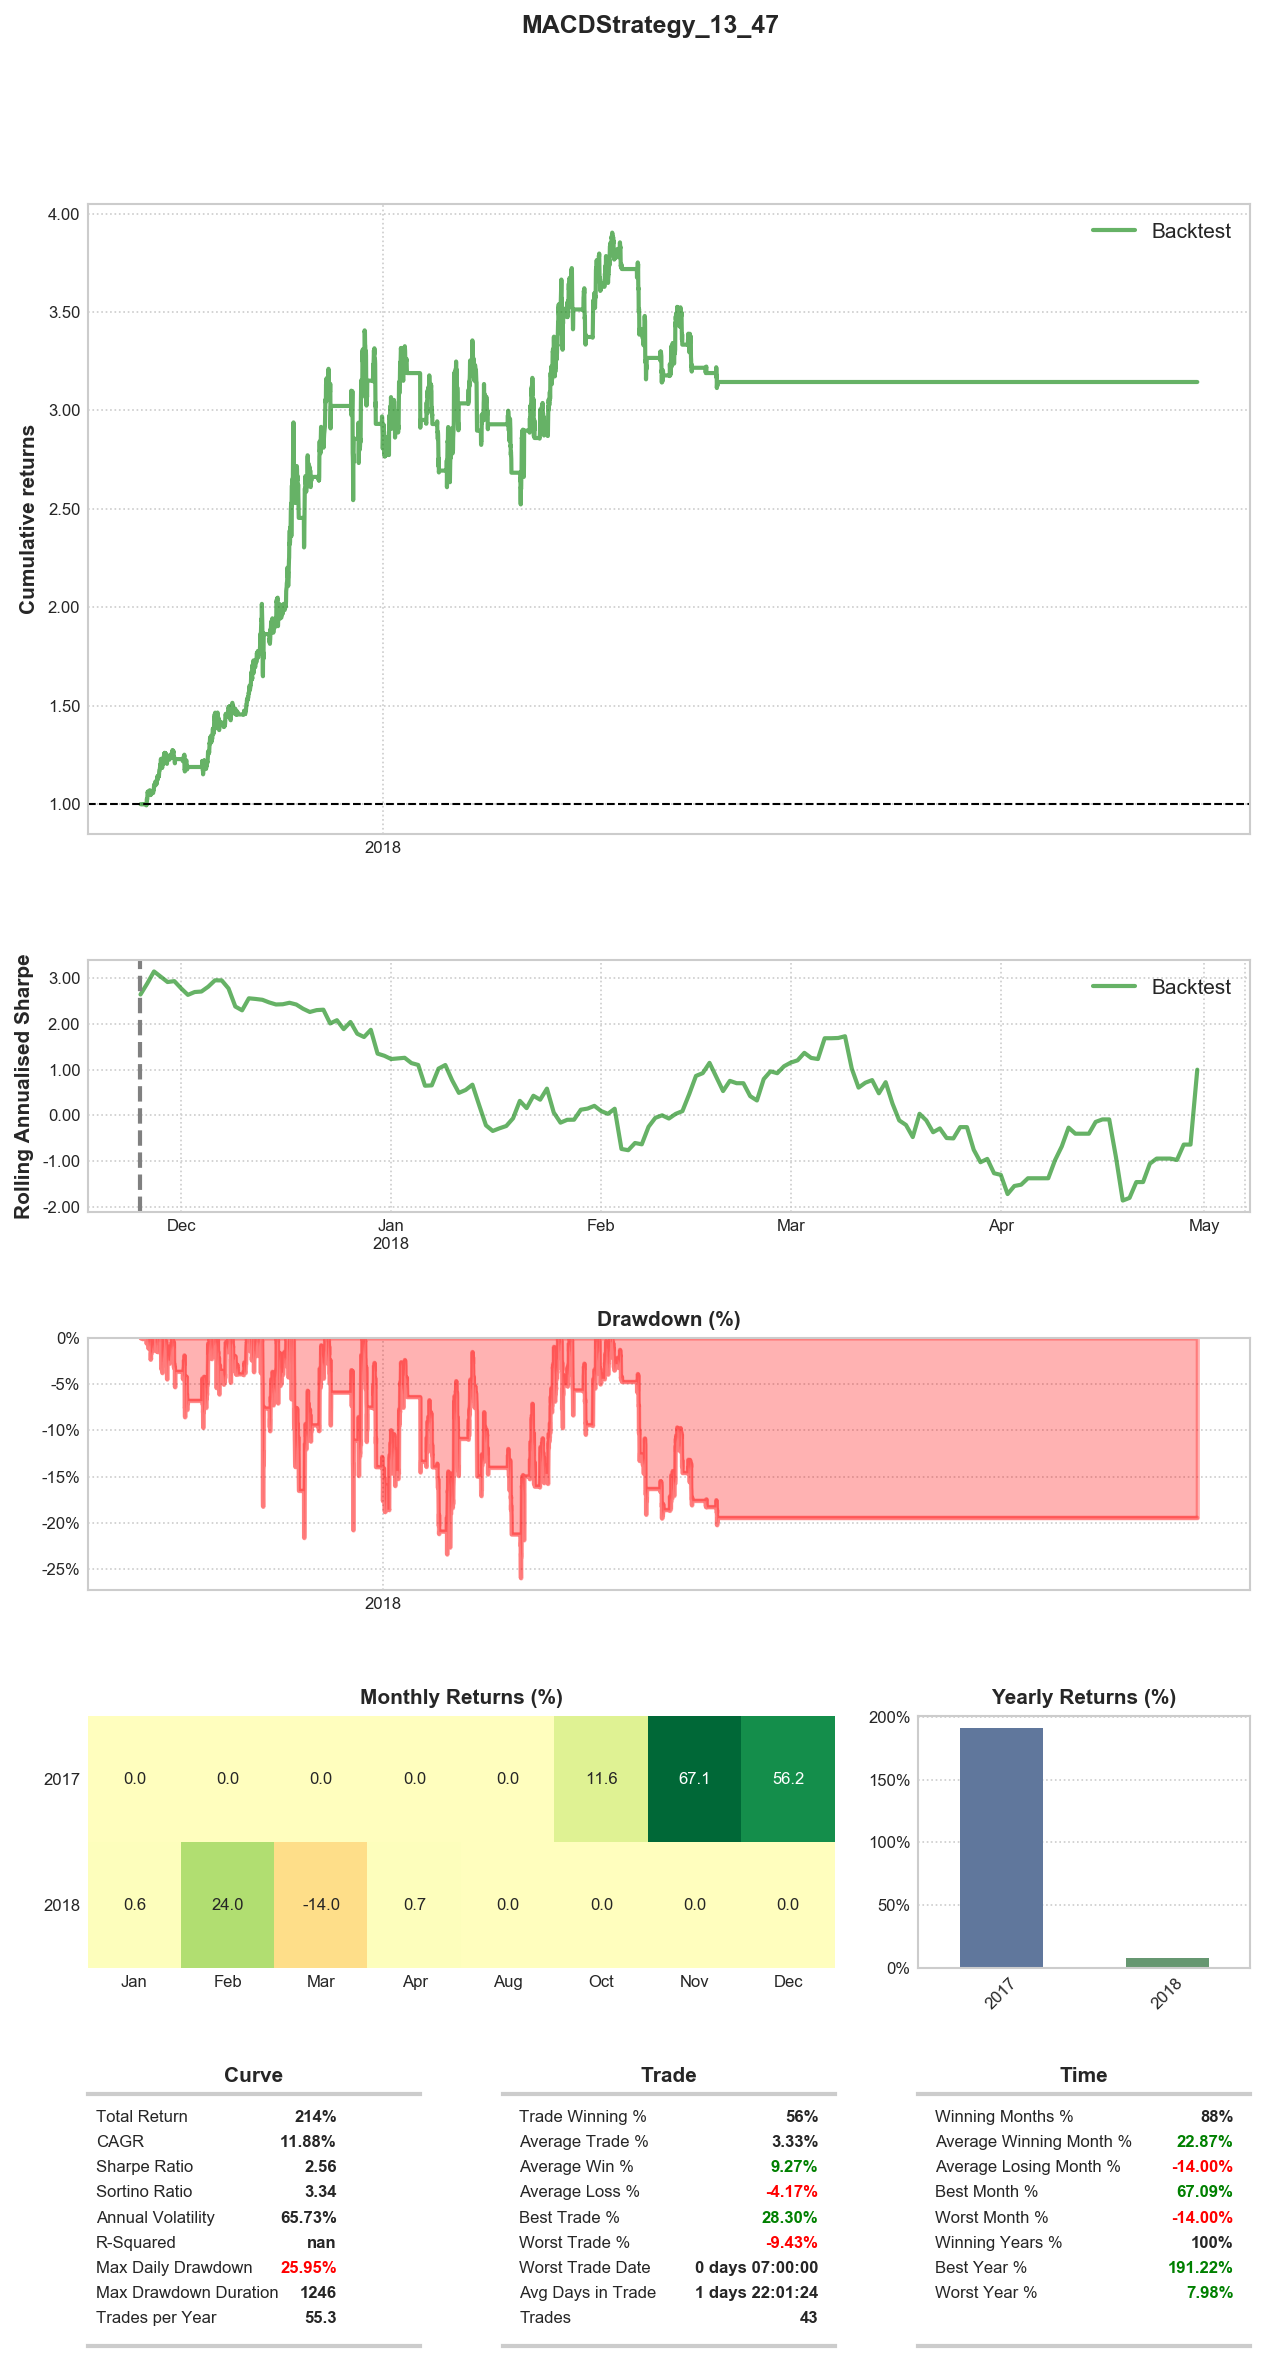 MACDStrategy_13_47
4.00
3.50
3.00
2.50
2.00
1.50
1.00
Cumulative returns
Backtest
2018
3.00
2.00
1.00
0.00
-1.00
-2.00
Rolling Annualised Sharpe
Backtest
Dec Jan Feb Mar Apr May
2018
Drawdown (%)
0%
-5%
-10%
-15%
-20%
-25%
2018
Monthly Returns (%)
2017 0.0 0.0 0.0 0.0 0.0 11.6 67.1 56.2
2018 0.6 24.0 -14.0 0.7 0.0 0.0 0.0 0.0
Jan Feb Mar Apr Aug Oct Nov Dec
Yearly Returns (%)
200%
150%
100%
50%
0%
2017 2018
Curve
Total Return 214%
CAGR 11.88%
Sharpe Ratio 2.56
Sortino Ratio 3.34
Annual Volatility 65.73%
R-Squared nan
Max Daily Drawdown 25.95%
Max Drawdown Duration 1246
Trades per Year 55.3
Trade
Trade Winning % 56%
Average Trade % 3.33%
Average Win % 9.27%
Average Loss % -4.17%
Best Trade % 28.30%
Worst Trade % -9.43%
Worst Trade Date 0 days 07:00:00
Avg Days in Trade 1 days 22:01:24
Trades 43
Time
Winning Months % 88%
Average Winning Month % 22.87%
Average Losing Month % -14.00%
Best Month % 67.09%
Worst Month % -14.00%
Winning Years % 100%
Best Year % 191.22%
Worst Year % 7.98%